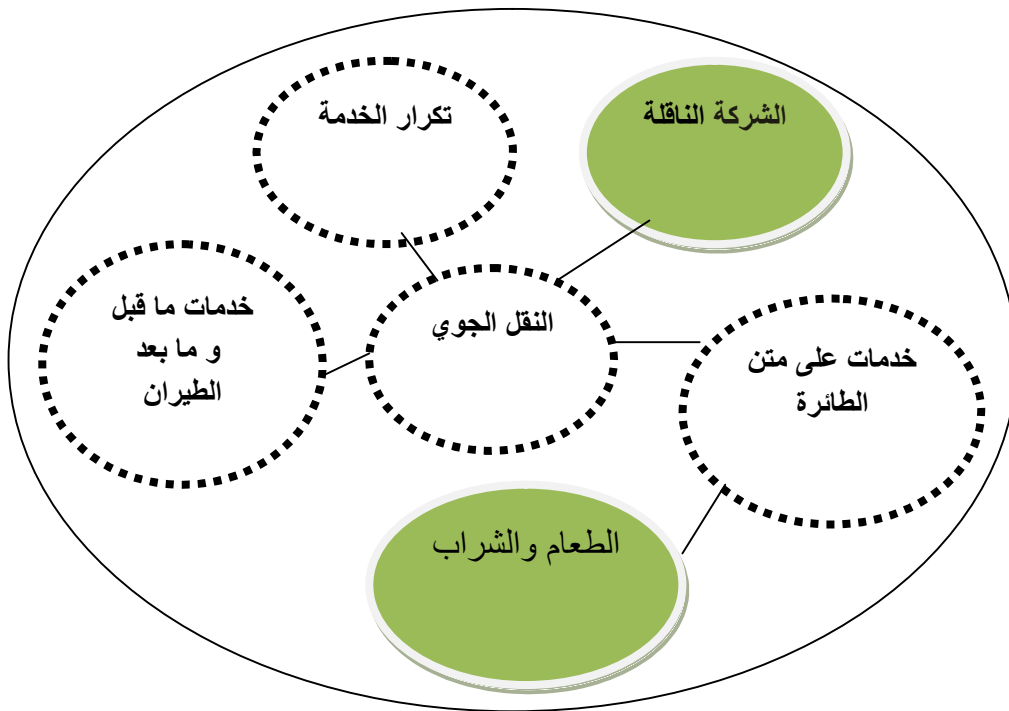 الشركة الناقلة
تكرار الخدمة
خدمات ما قبل
و ما بعد
الطيران
النقل الجوي
خدمات على متن
الطائرة
الطعام والشراب